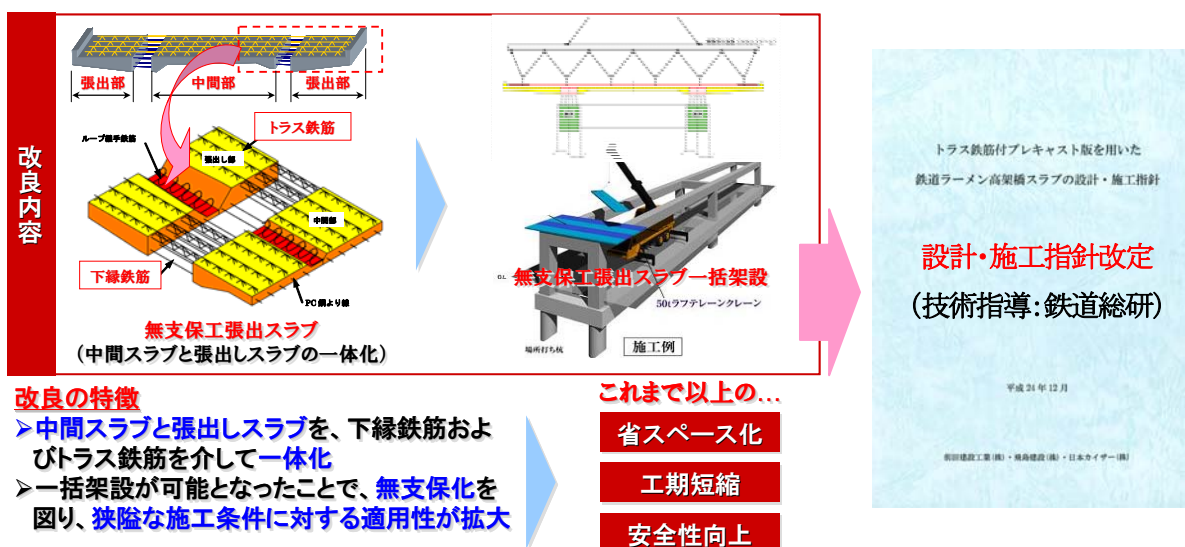 改良内容
張出部
中間部
張出部
トラス鉄筋
ループ継手鉄筋
張出し部
中間部
下縁鉄筋
PC鋼より線
無支保工張出スラブ
（中間スラブと張出しスラブの一体化）
無支保工張出スラブ一括架設
G.L.
50tラフテレーンクレーン
場所打ち杭
施工例
トラス鉄筋付プレキャスト版を用いた
鉄道ラーメン高架橋スラブの設計・施工指針
設計・施工指針改定
（技術指導：鉄道総研）
平成24年12月
前田建設工業(株)・飛島建設(株)・日本カイザー(株)
改良の特徴
➢中間スラブと張出しスラブを、下縁鉄筋およ
びトラス鉄筋を介して一体化
➢一括架設が可能となったことで、無支保化を
図り、狭隘な施工条件に対する適用性が拡大
これまで以上の…
省スペース化
工期短縮
安全性向上